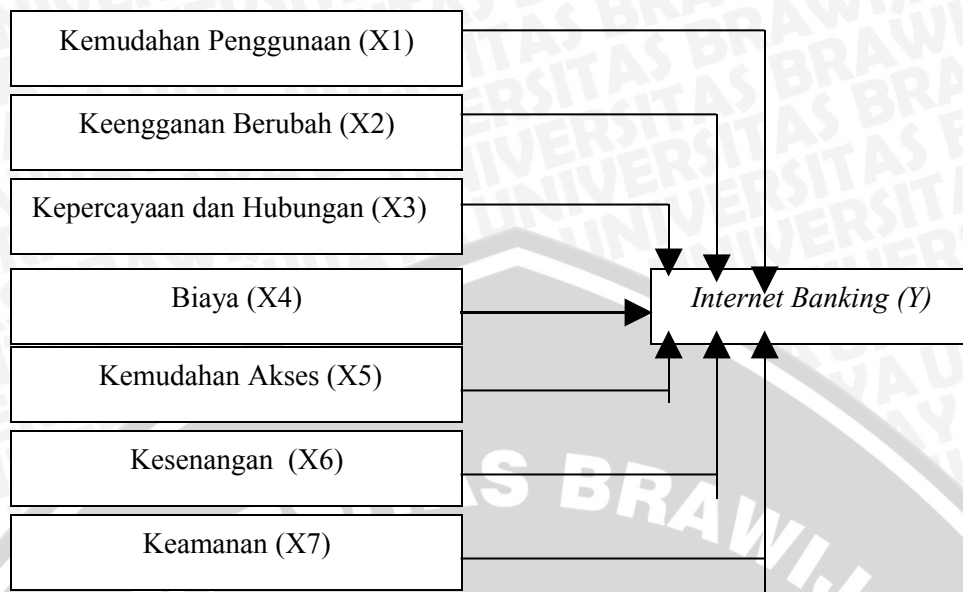 Kemudahan Penggunaan (X1)
Keengganan Berubah (X2)
Kepercayaan dan Hubungan (X3)
Biaya (X4)
Internet Banking (Y)
Kemudahan Akses (X5)
Kesenangan (X6)
Keamanan (X7)